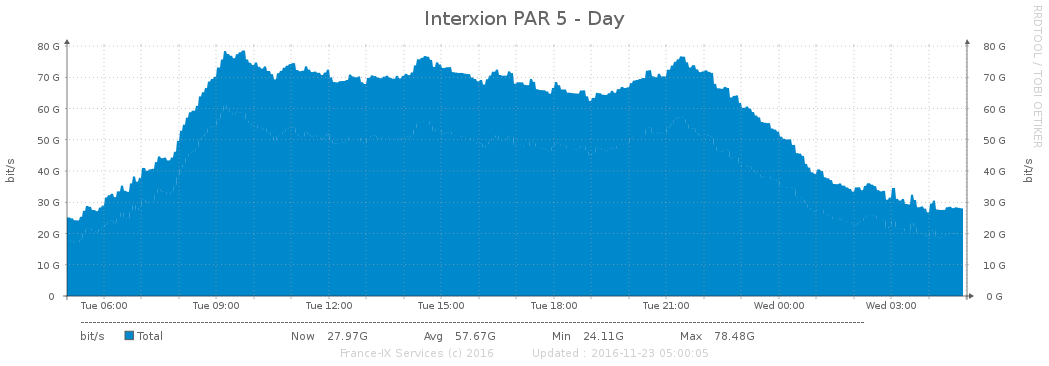 Interxion PAR 5 - Day
RRDTOOL / TOBI OETIKER
80 G 80 G
70 G 70 G
60 G 60 G
50 G 50 G
40 G 40 G
30 G 30 G
20 G 20 G
10 G 10 G
0 0 G
bit/s bit/s
Tue 06:00 Tue 09:00 Tue 12:00 Tue 15:00 Tue 18:00 Tue 21:00 Wed 00:00 Wed 03:00
bit/s Total Now 27.97G Avg 57.67G Min 24.11G Max 78.48G
France-IX Services (c) 2016 Updated : 2016-11-23 05:00:05